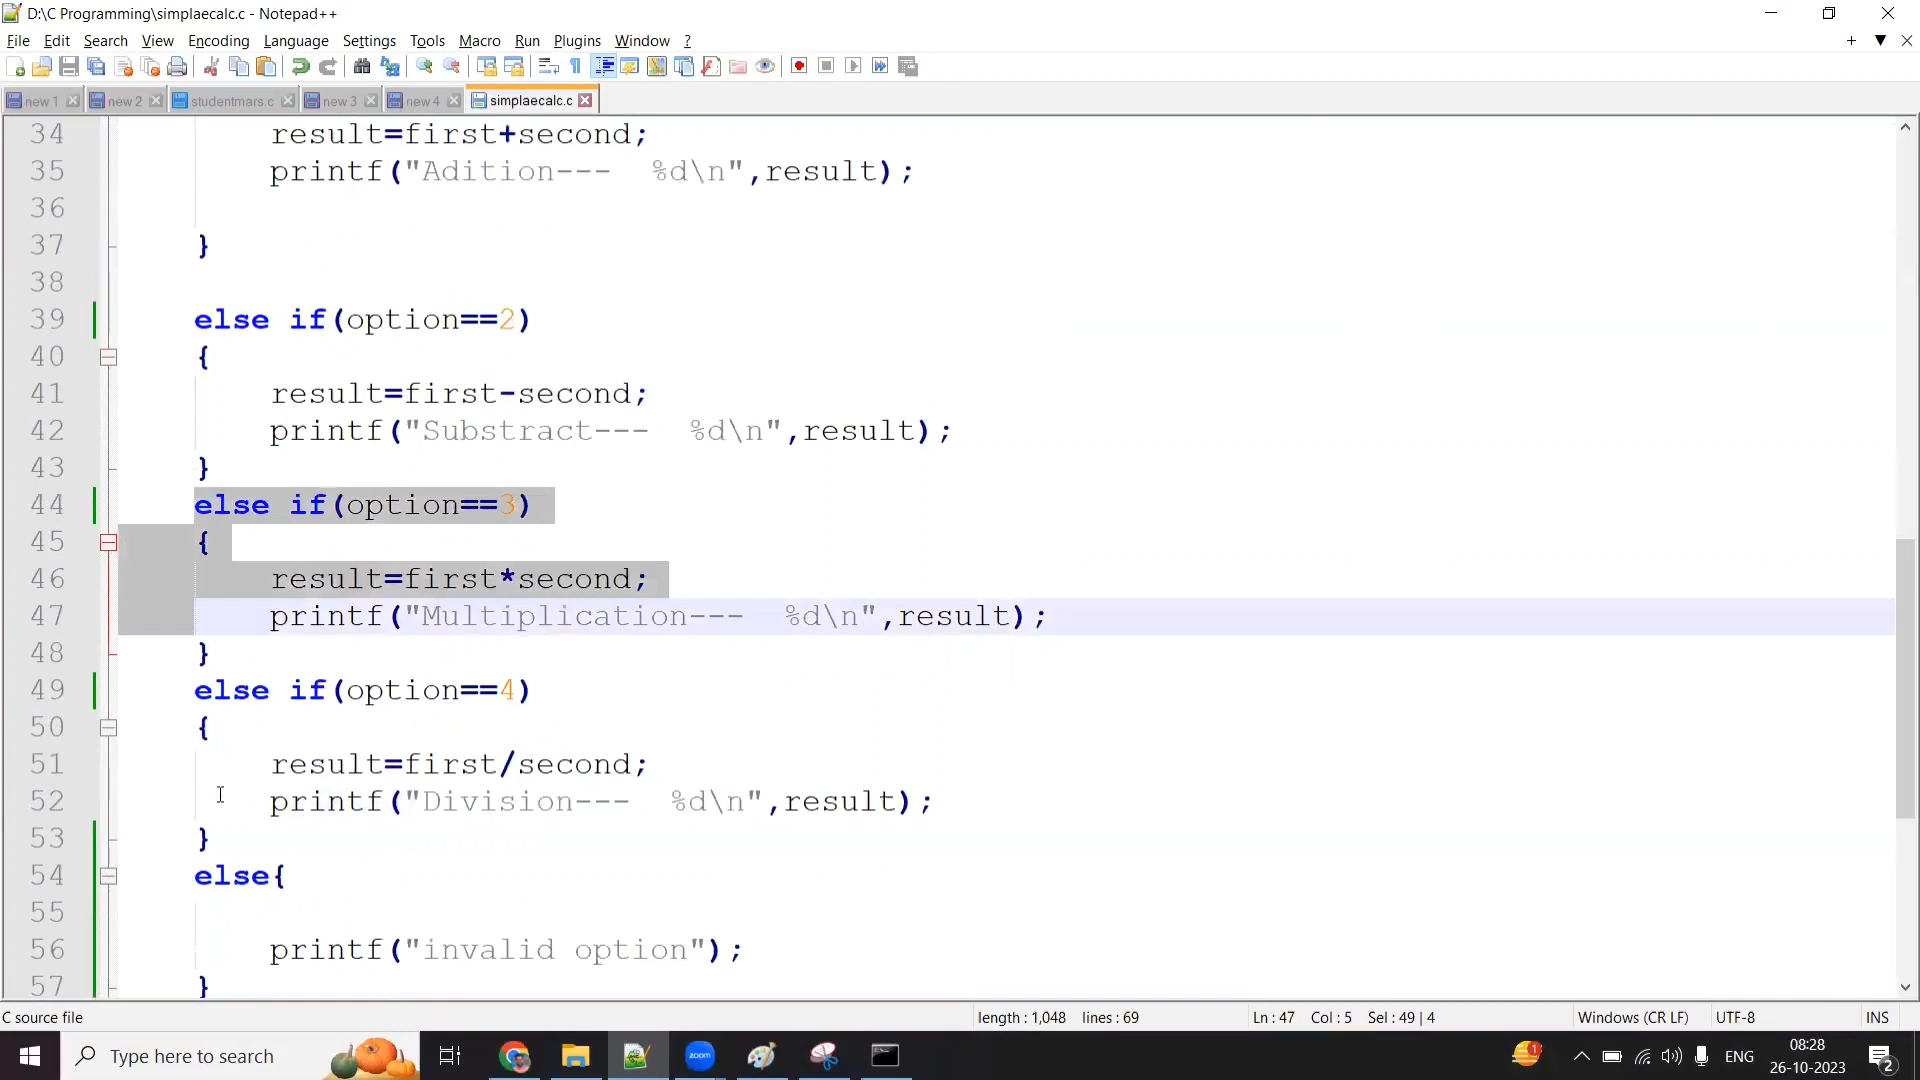 D:\C Programming\simplaecalc.c - Notepad++
File Edit Search View Encoding Language Settings Tools Macro Run Plugins Window ?
new 1 new 2 studentmars.c new 3 new 4 simplaecalc.c
34 result=first+second;
35 printf("Adition--- %d\n",result);
36
37 }
38
39 else if(option==2)
40 {
41 result=first-second;
42 printf("Substract--- %d\n",result);
43 }
44 else if(option==3)
45 {
46 result=first*second;
47 printf("Multiplication--- %d\n",result);
48 }
49 else if(option==4)
50 {
51 result=first/second;
52 printf("Division--- %d\n",result);
53 }
54 else{
55
56 printf("invalid option");
57 }
C source file length : 1,048 lines : 69 Ln : 47 Col : 5 Sel : 49 | 4 Windows (CR LF) UTF-8 INS
Type here to search zoom 1 ENG 08:28
26-10-2023 2